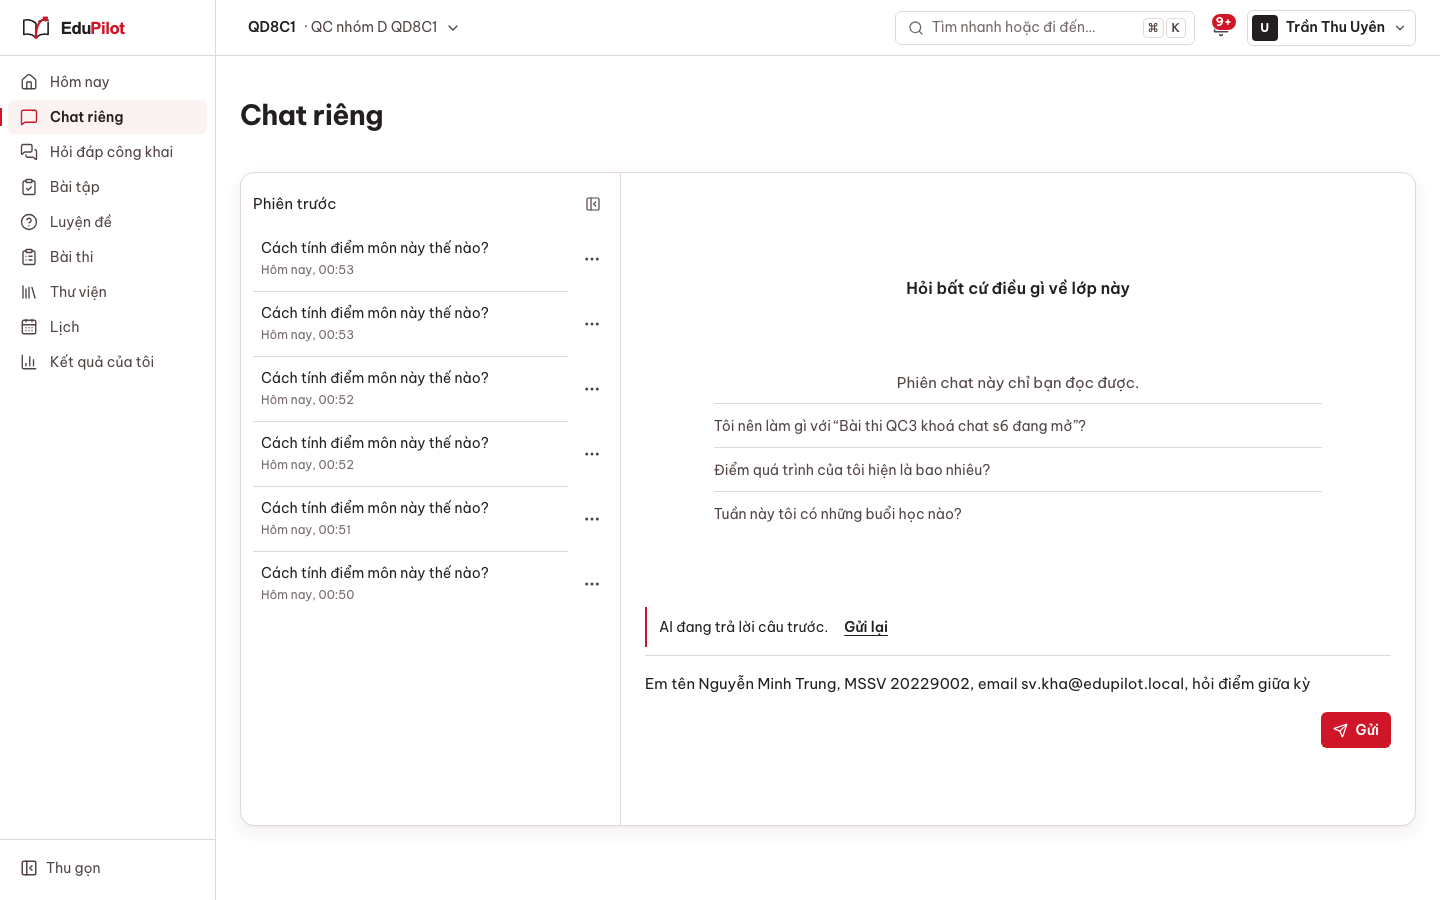 EduPilot
QD8C1 · QC nhóm D QD8C1
Tìm nhanh hoặc đi đến...
⌘ K
9+
U Trần Thu Uyên
Hôm nay
Chat riêng
Hỏi đáp công khai
Bài tập
Luyện đề
Bài thi
Thư viện
Lịch
Kết quả của tôi
Thu gọn
Chat riêng
Phiên trước
Cách tính điểm môn này thế nào?
Hôm nay, 00:53
Cách tính điểm môn này thế nào?
Hôm nay, 00:53
Cách tính điểm môn này thế nào?
Hôm nay, 00:52
Cách tính điểm môn này thế nào?
Hôm nay, 00:52
Cách tính điểm môn này thế nào?
Hôm nay, 00:51
Cách tính điểm môn này thế nào?
Hôm nay, 00:50
Hỏi bất cứ điều gì về lớp này
Phiên chat này chỉ bạn đọc được.
Tôi nên làm gì với “Bài thi QC3 khoá chat s6 đang mở”?
Điểm quá trình của tôi hiện là bao nhiêu?
Tuần này tôi có những buổi học nào?
AI đang trả lời câu trước. Gửi lại
Em tên Nguyễn Minh Trung, MSSV 20229002, email sv.kha@edupilot.local, hỏi điểm giữa kỳ
Gửi